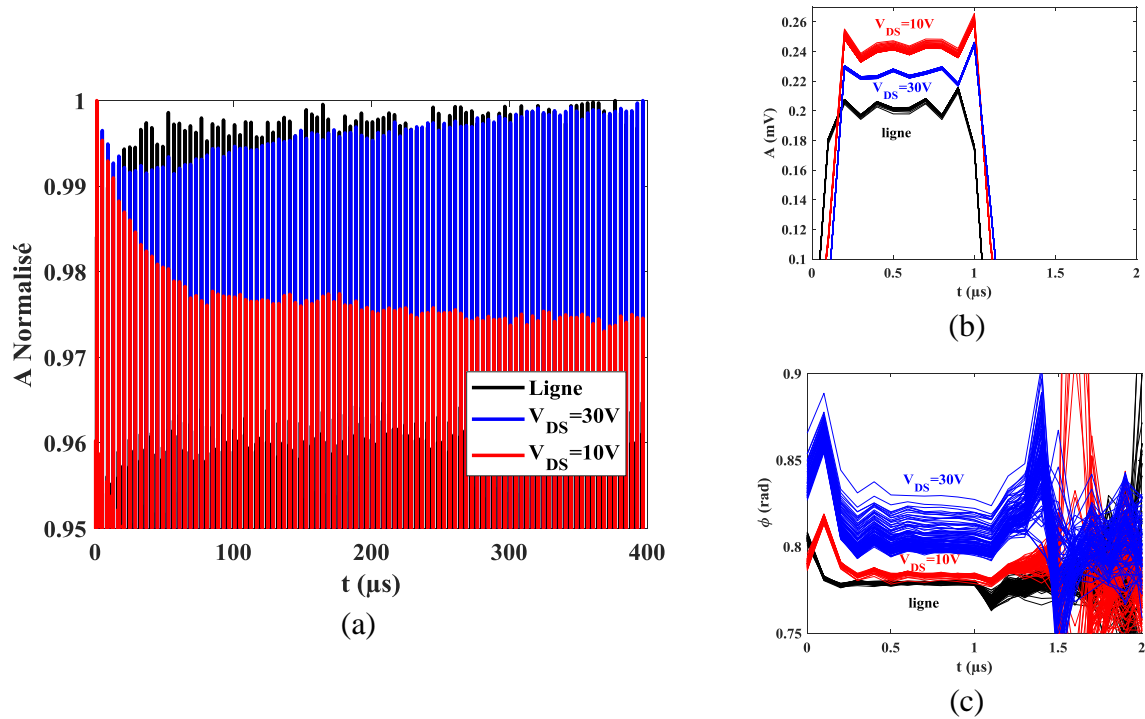 1
0.99
0.98
0.97
0.96
0.95
A Normalisé
0 100 200 300 400
t (µs)
Ligne
V_DS=30V
V_DS=10V
(a)
0.26
0.24
0.22
0.2
0.18
0.16
0.14
0.12
0.1
A (mV)
V_DS=10V
V_DS=30V
ligne
0 0.5 1 1.5 2
t (µs)
(b)
0.9
0.85
0.8
0.75
ϕ (rad)
V_DS=30V
V_DS=10V
ligne
0 0.5 1 1.5 2
t (µs)
(c)